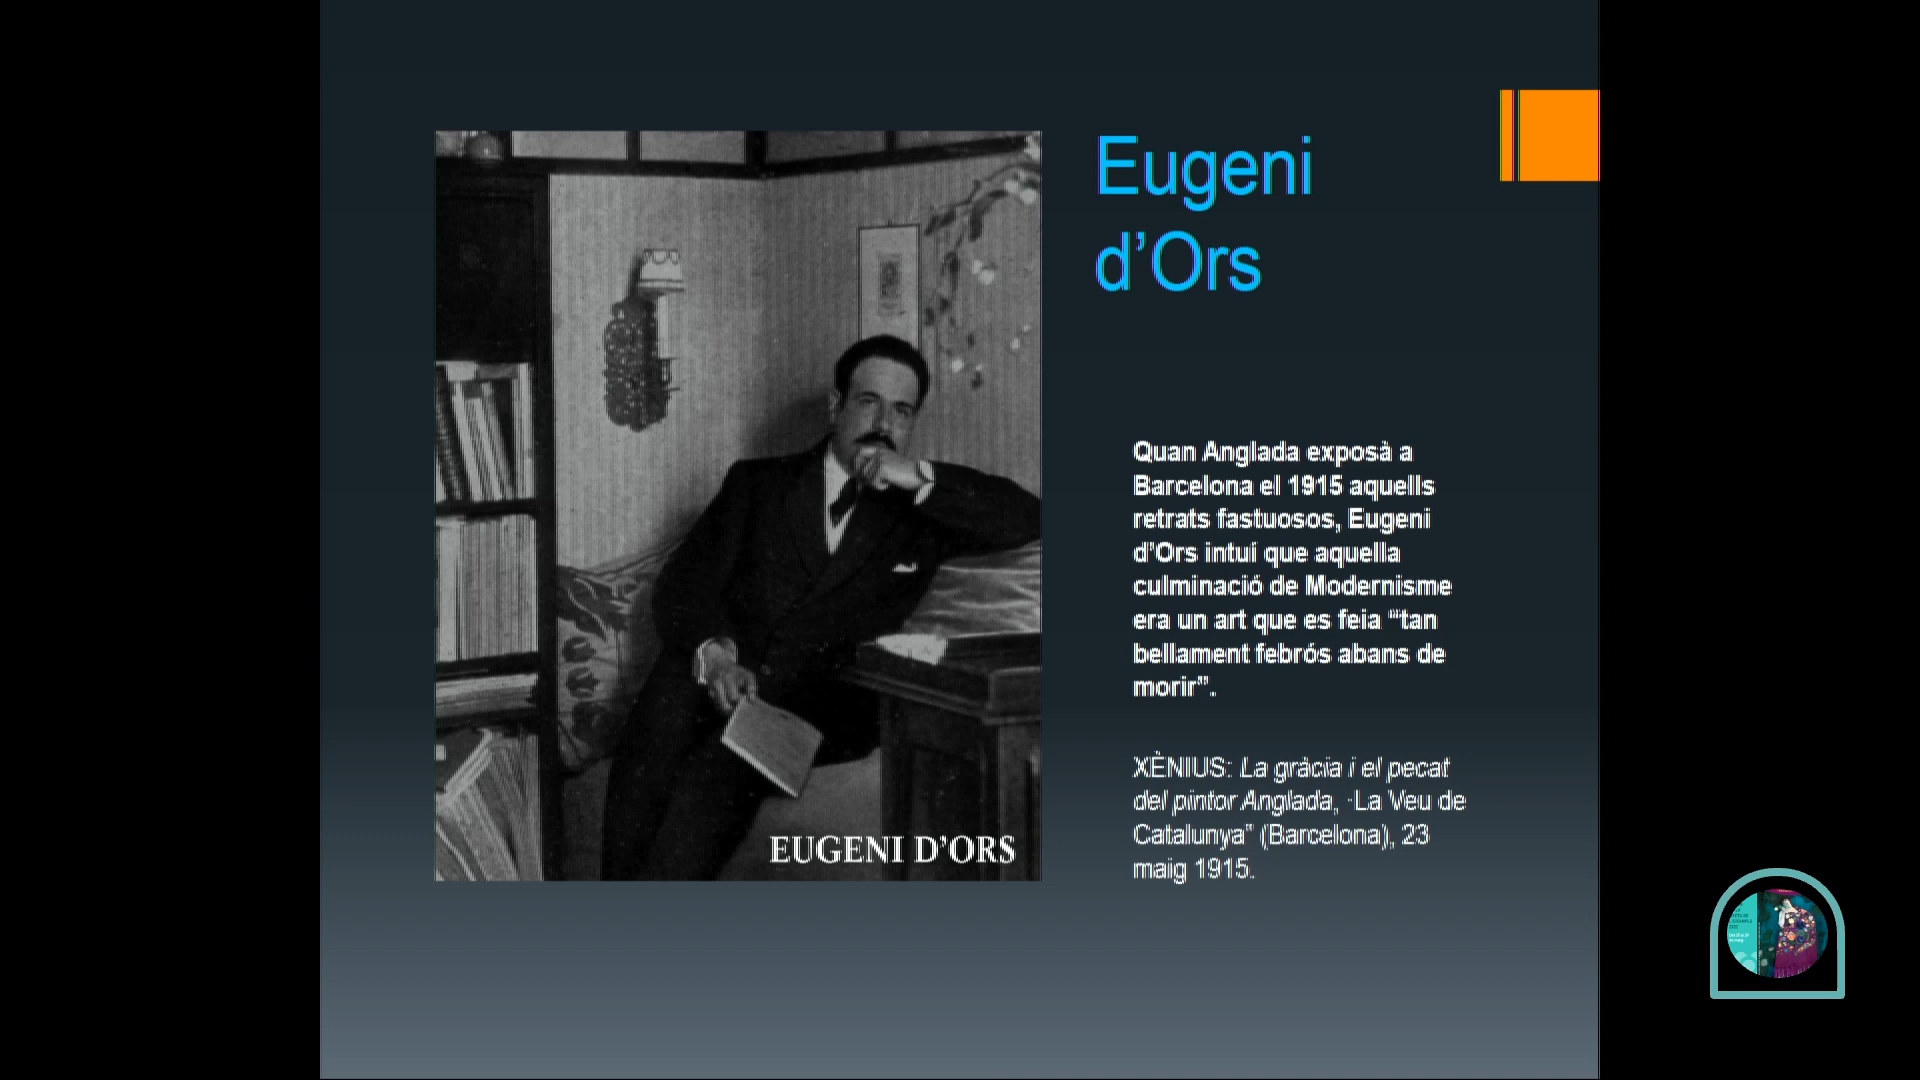 Eugeni
d’Ors
Quan Anglada exposà a
Barcelona el 1915 aquells
retrats fastuosos, Eugeni
d’Ors intuí que aquella
culminació de Modernisme
era un art que es feia “tan
bellament febrós abans de
morir”.
XÈNIUS: La gràcia i el pecat
del pintor Anglada, “La Veu de
Catalunya” (Barcelona), 23
maig 1915.
EUGENI D’ORS